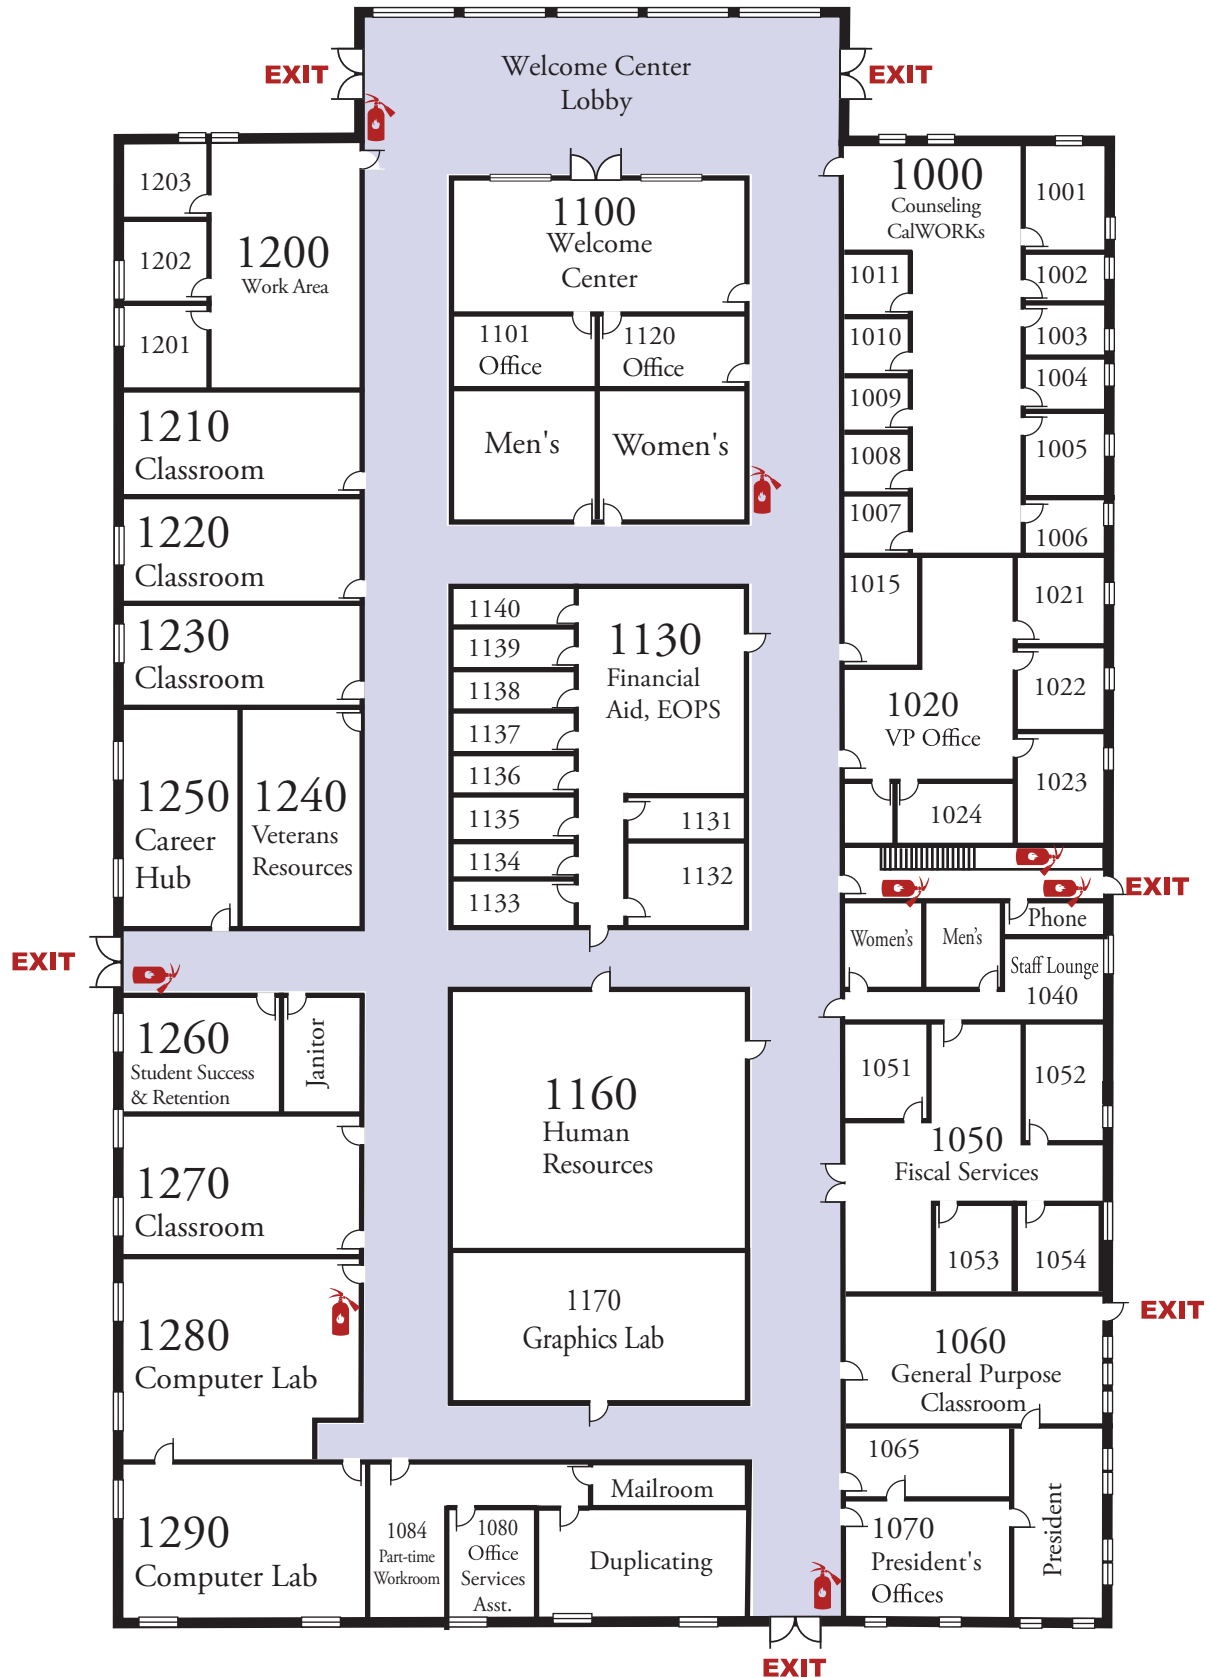 Welcome Center
Lobby
EXIT
EXIT
1203
1202
1201
1200
Work Area
1100
Welcome
Center
1101
Office
1120
Office
Men's
Women's
1000
Counseling
CalWORKs
1001
1002
1003
1004
1005
1006
1011
1010
1009
1008
1007
1210
Classroom
1220
Classroom
1230
Classroom
1250
Career
Hub
1240
Veterans
Resources
1140
1139
1138
1137
1136
1135
1134
1133
1130
Financial
Aid, EOPS
1131
1132
1015
1021
1022
1023
1020
VP Office
1024
EXIT
EXIT
Women's
Men's
Phone
Staff Lounge
1040
1260
Student Success
& Retention
Janitor
1270
Classroom
1280
Computer Lab
1290
Computer Lab
1160
Human
Resources
1170
Graphics Lab
1051
1052
1050
Fiscal Services
1053
1054
EXIT
1060
General Purpose
Classroom
1065
1070
President's
Offices
President
Mailroom
1084
Part-time
Workroom
1080
Office
Services
Asst.
Duplicating
EXIT